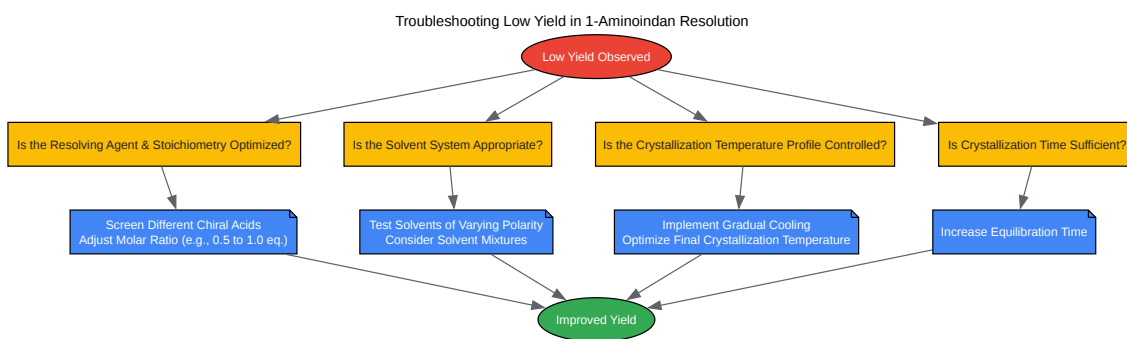 Troubleshooting Low Yield in 1-Aminoindan Resolution
Low Yield Observed
Is the Resolving Agent & Stoichiometry Optimized?
Is the Solvent System Appropriate?
Is the Crystallization Temperature Profile Controlled?
Is Crystallization Time Sufficient?
Screen Different Chiral Acids
Adjust Molar Ratio (e.g., 0.5 to 1.0 eq.)
Test Solvents of Varying Polarity
Consider Solvent Mixtures
Implement Gradual Cooling
Optimize Final Crystallization Temperature
Increase Equilibration Time
Improved Yield